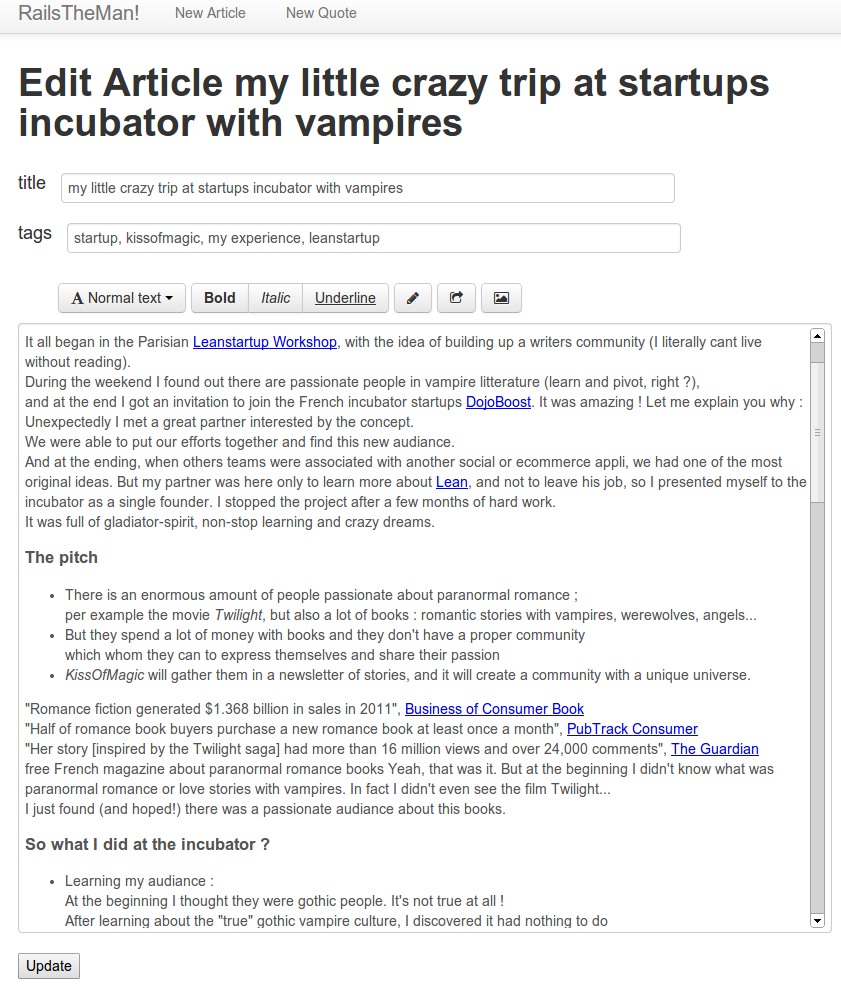 RailsTheMan! New Article New Quote
Edit Article my little crazy trip at startups
incubator with vampires
title my little crazy trip at startups incubator with vampires
tags startup, kissofmagic, my experience, leanstartup
A Normal text Bold Italic Underline
It all began in the Parisian Leanstartup Workshop, with the idea of building up a writers community (I literally cant live
without reading).
During the weekend I found out there are passionate people in vampire litterature (learn and pivot, right ?),
and at the end I got an invitation to join the French incubator startups DojoBoost. It was amazing ! Let me explain you why :
Unexpectedly I met a great partner interested by the concept.
We were able to put our efforts together and find this new audience.
And at the ending, when others teams were associated with another social or ecommerce appli, we had one of the most
original ideas. But my partner was here only to learn more about Lean, and not to leave his job, so I presented myself to the
incubator as a single founder. I stopped the project after a few months of hard work.
It was full of gladiator-spirit, non-stop learning and crazy dreams.
The pitch
• There is an enormous amount of people passionate about paranormal romance ;
per example the movie Twilight, but also a lot of books : romantic stories with vampires, werewolves, angels...
• But they spend a lot of money with books and they don't have a proper community
which whom they can to express themselves and share their passion
• KissOfMagic will gather them in a newsletter of stories, and it will create a community with a unique universe.
"Romance fiction generated $1.368 billion in sales in 2011", Business of Consumer Book
"Half of romance book buyers purchase a new romance book at least once a month", PubTrack Consumer
"Her story [inspired by the Twilight saga] had more than 16 million views and over 24,000 comments", The Guardian
free French magazine about paranormal romance books Yeah, that was it. But at the beginning I didn't know what was
paranormal romance or love stories with vampires. In fact I didn't even see the film Twilight...
I just found (and hoped!) there was a passionate audiance about this books.
So what I did at the incubator ?
• Learning my audiance :
At the beginning I thought they were gothic people. It's not true at all !
After learning about the "true" gothic vampire culture, I discovered it had nothing to do
Update